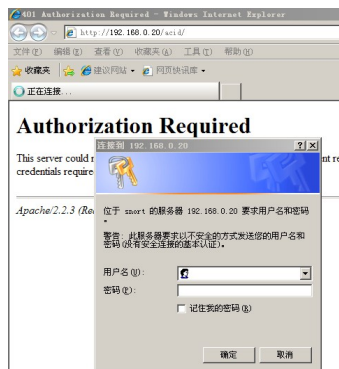 401 Authorization Required - Windows Internet Explorer
http://192.168.0.20/acid/
文件(F) 编辑(E) 查看(V) 收藏夹(A) 工具(T) 帮助(H)
收藏夹 建议网站 网页快讯库
正在连接...
Authorization Required
This server could
nt re
credentials require
Apache/2.2.3 (Re
连接到 192.168.0.20
位于 snort 的服务器 192.168.0.20 要求用户名和密码
。
警告: 此服务器要求以不安全的方式发送您的用户名和
密码(没有安全连接的基本认证)。
用户名(U):
密码(P):
记住我的密码(R)
确定 取消